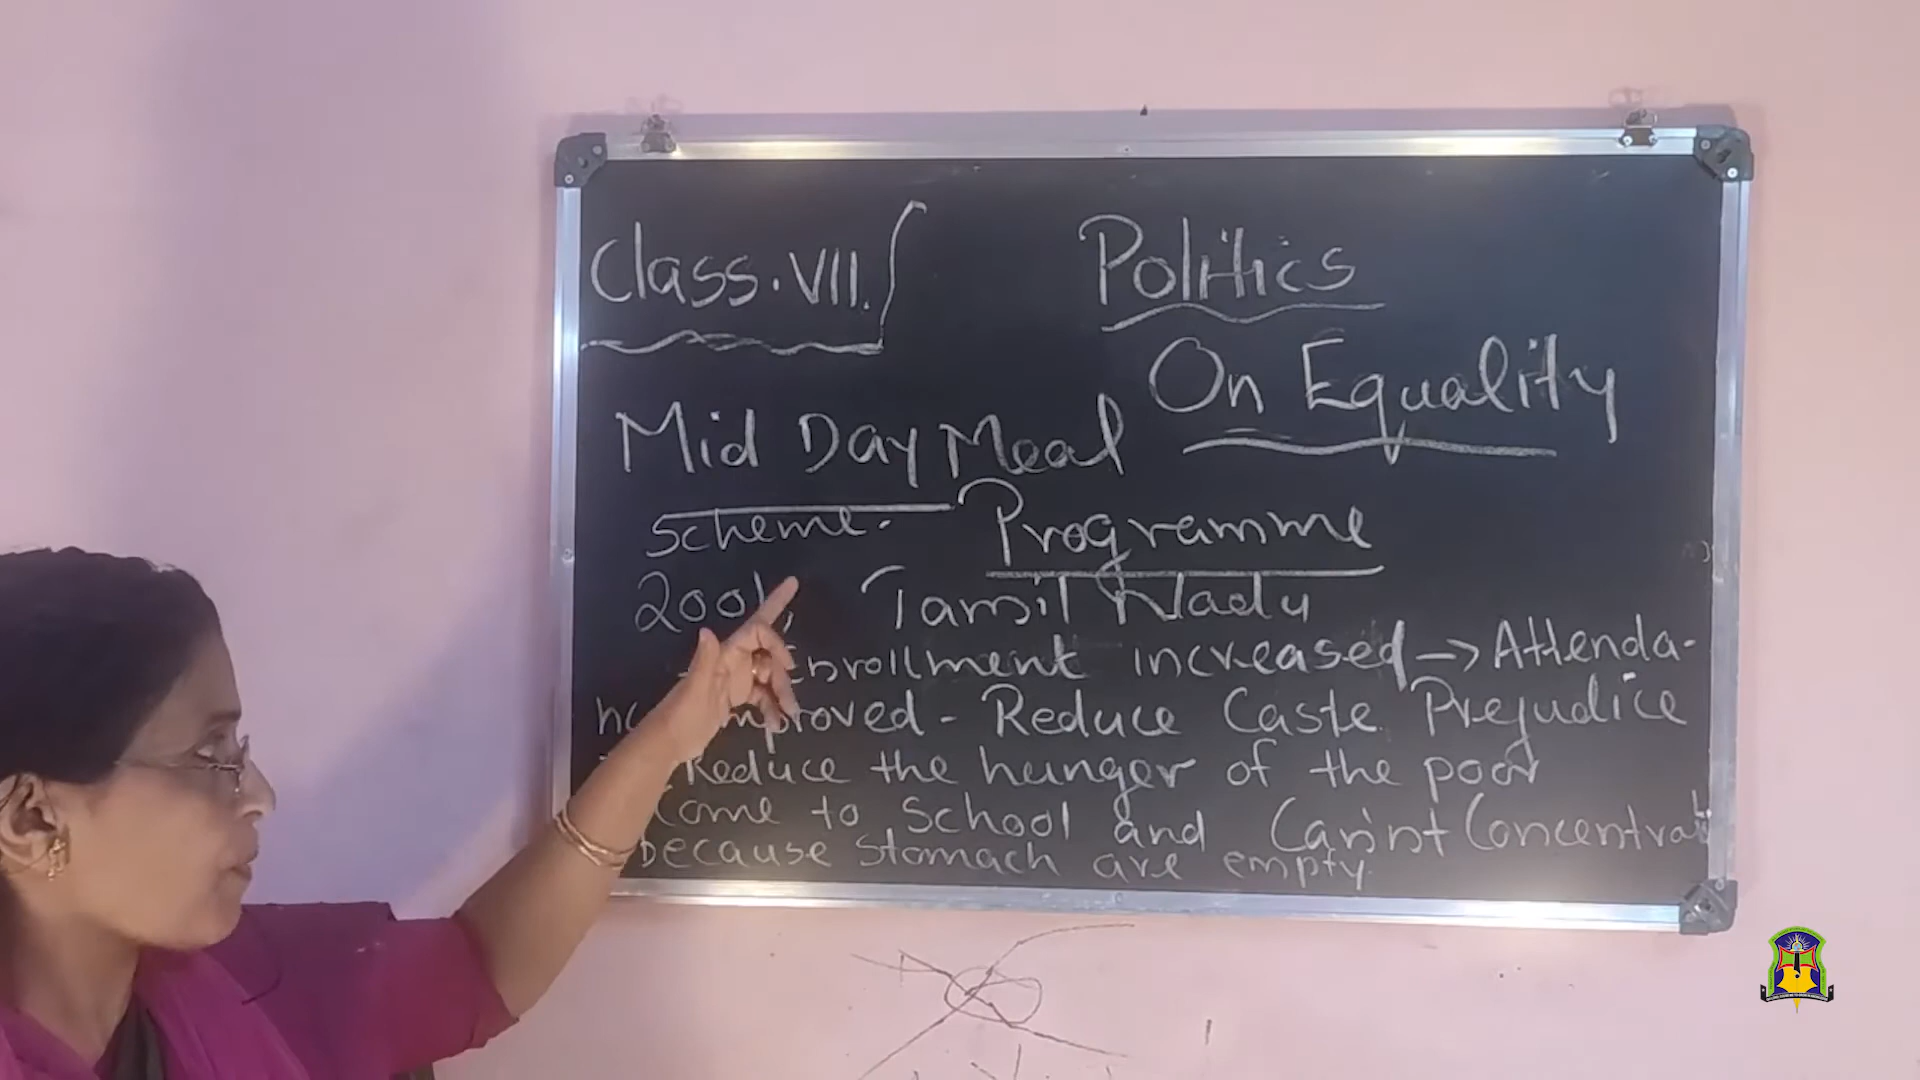 Class.VII.
Politics
On Equality
Mid Day Meal
Scheme. Programme
2001, Tamil Nadu
Enrollment increased -> Attenda-
improved - Reduce Caste Prejudice
Reduce the hunger of the poor
Come to School and Can't Concentrat
because stomach are empty.